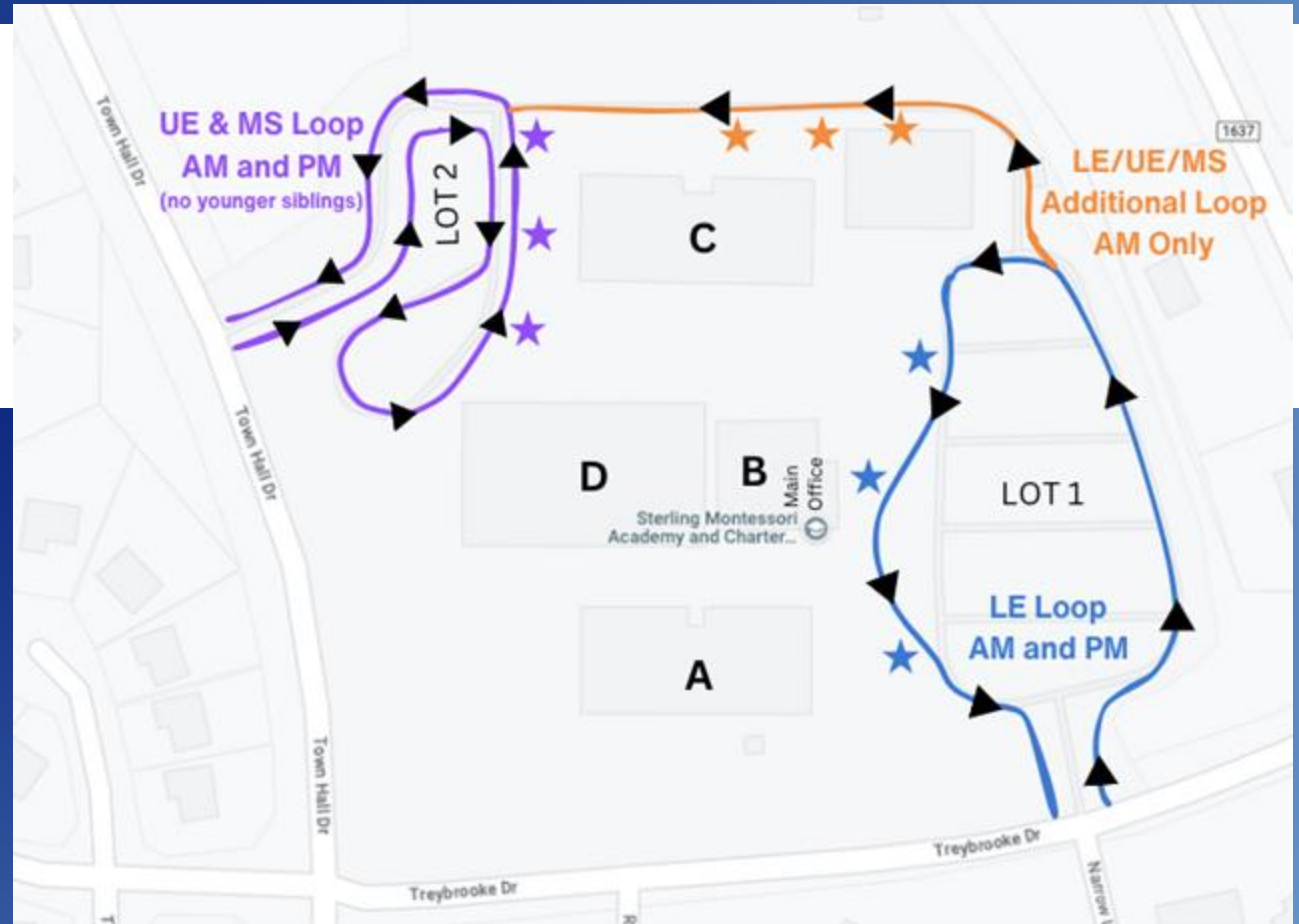 Town Hall Dr
UE & MS Loop
AM and PM
(no younger siblings)
LOT 2
1637
LE/UE/MS
Additional Loop
AM Only
C
Town Hall Dr
D
B
Main
Office
Sterling Montessori
Academy and Charter...
LOT 1
LE Loop
AM and PM
A
Town Hall Dr
Treybrooke Dr
Treybrooke Dr
Narrow
T
R